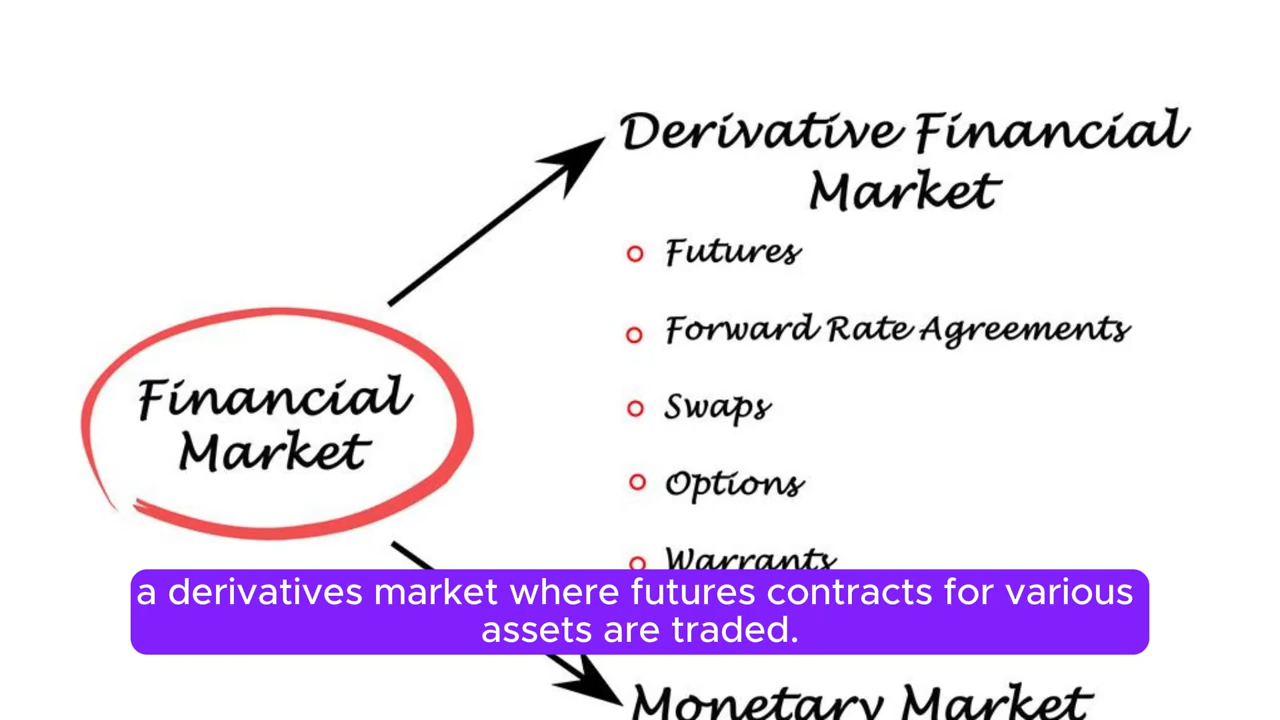 Derivative Financial
Market
Futures
Forward Rate Agreements
Swaps
Options
Warrants
Financial
Market
a derivatives market where futures contracts for various
assets are traded.
Monetary Market